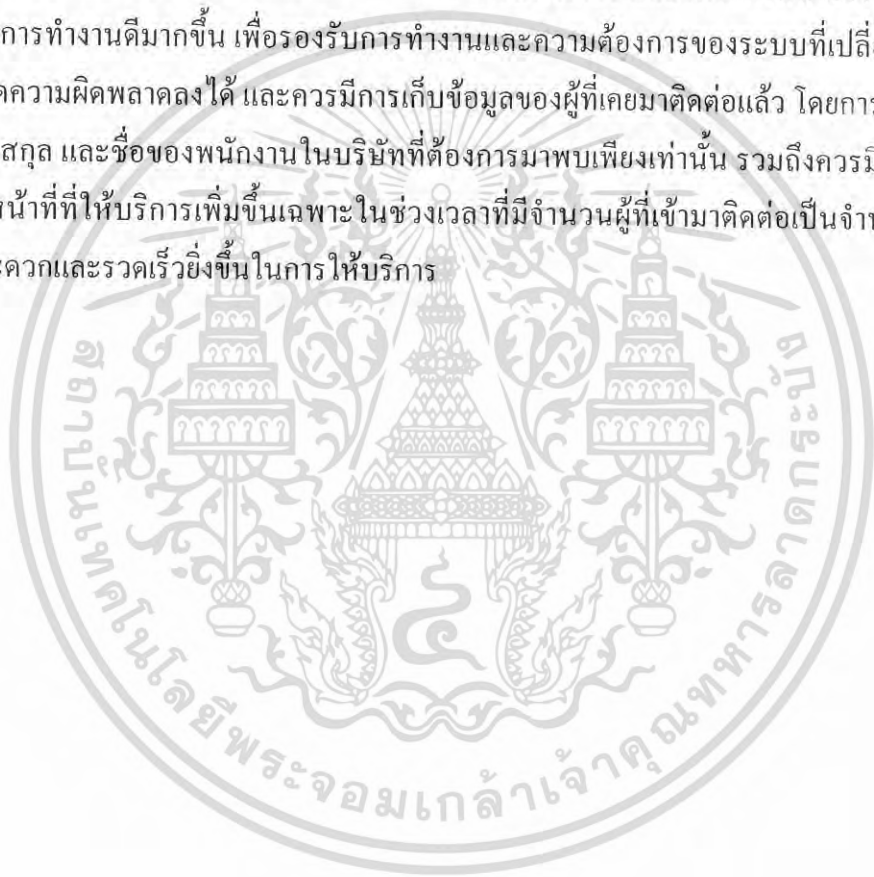 การทำงานดีมากขึ้น เพื่อรองรับการทำงานและความต้องการของระบบที่เปลี่
ความผิดพลาดลงได้ และควรมีการเก็บข้อมูลของผู้ที่เคยมาติดต่อแล้ว โดยการ
สกุล และชื่อของพนักงานในบริษัทที่ต้องการมาพบเพียงเท่านั้น รวมถึงควรมี
หน้าที่ที่ให้บริการเพิ่มขึ้นเฉพาะในช่วงเวลาที่มีจำนวนผู้ที่เข้ามาติดต่อเป็นจำ
ะดวกและรวดเร็วยิ่งขึ้นในการให้บริการ
สถาบันเทคโนโลยีพระจอมเกล้าเจ้าคุณทหารลาดกระบัง